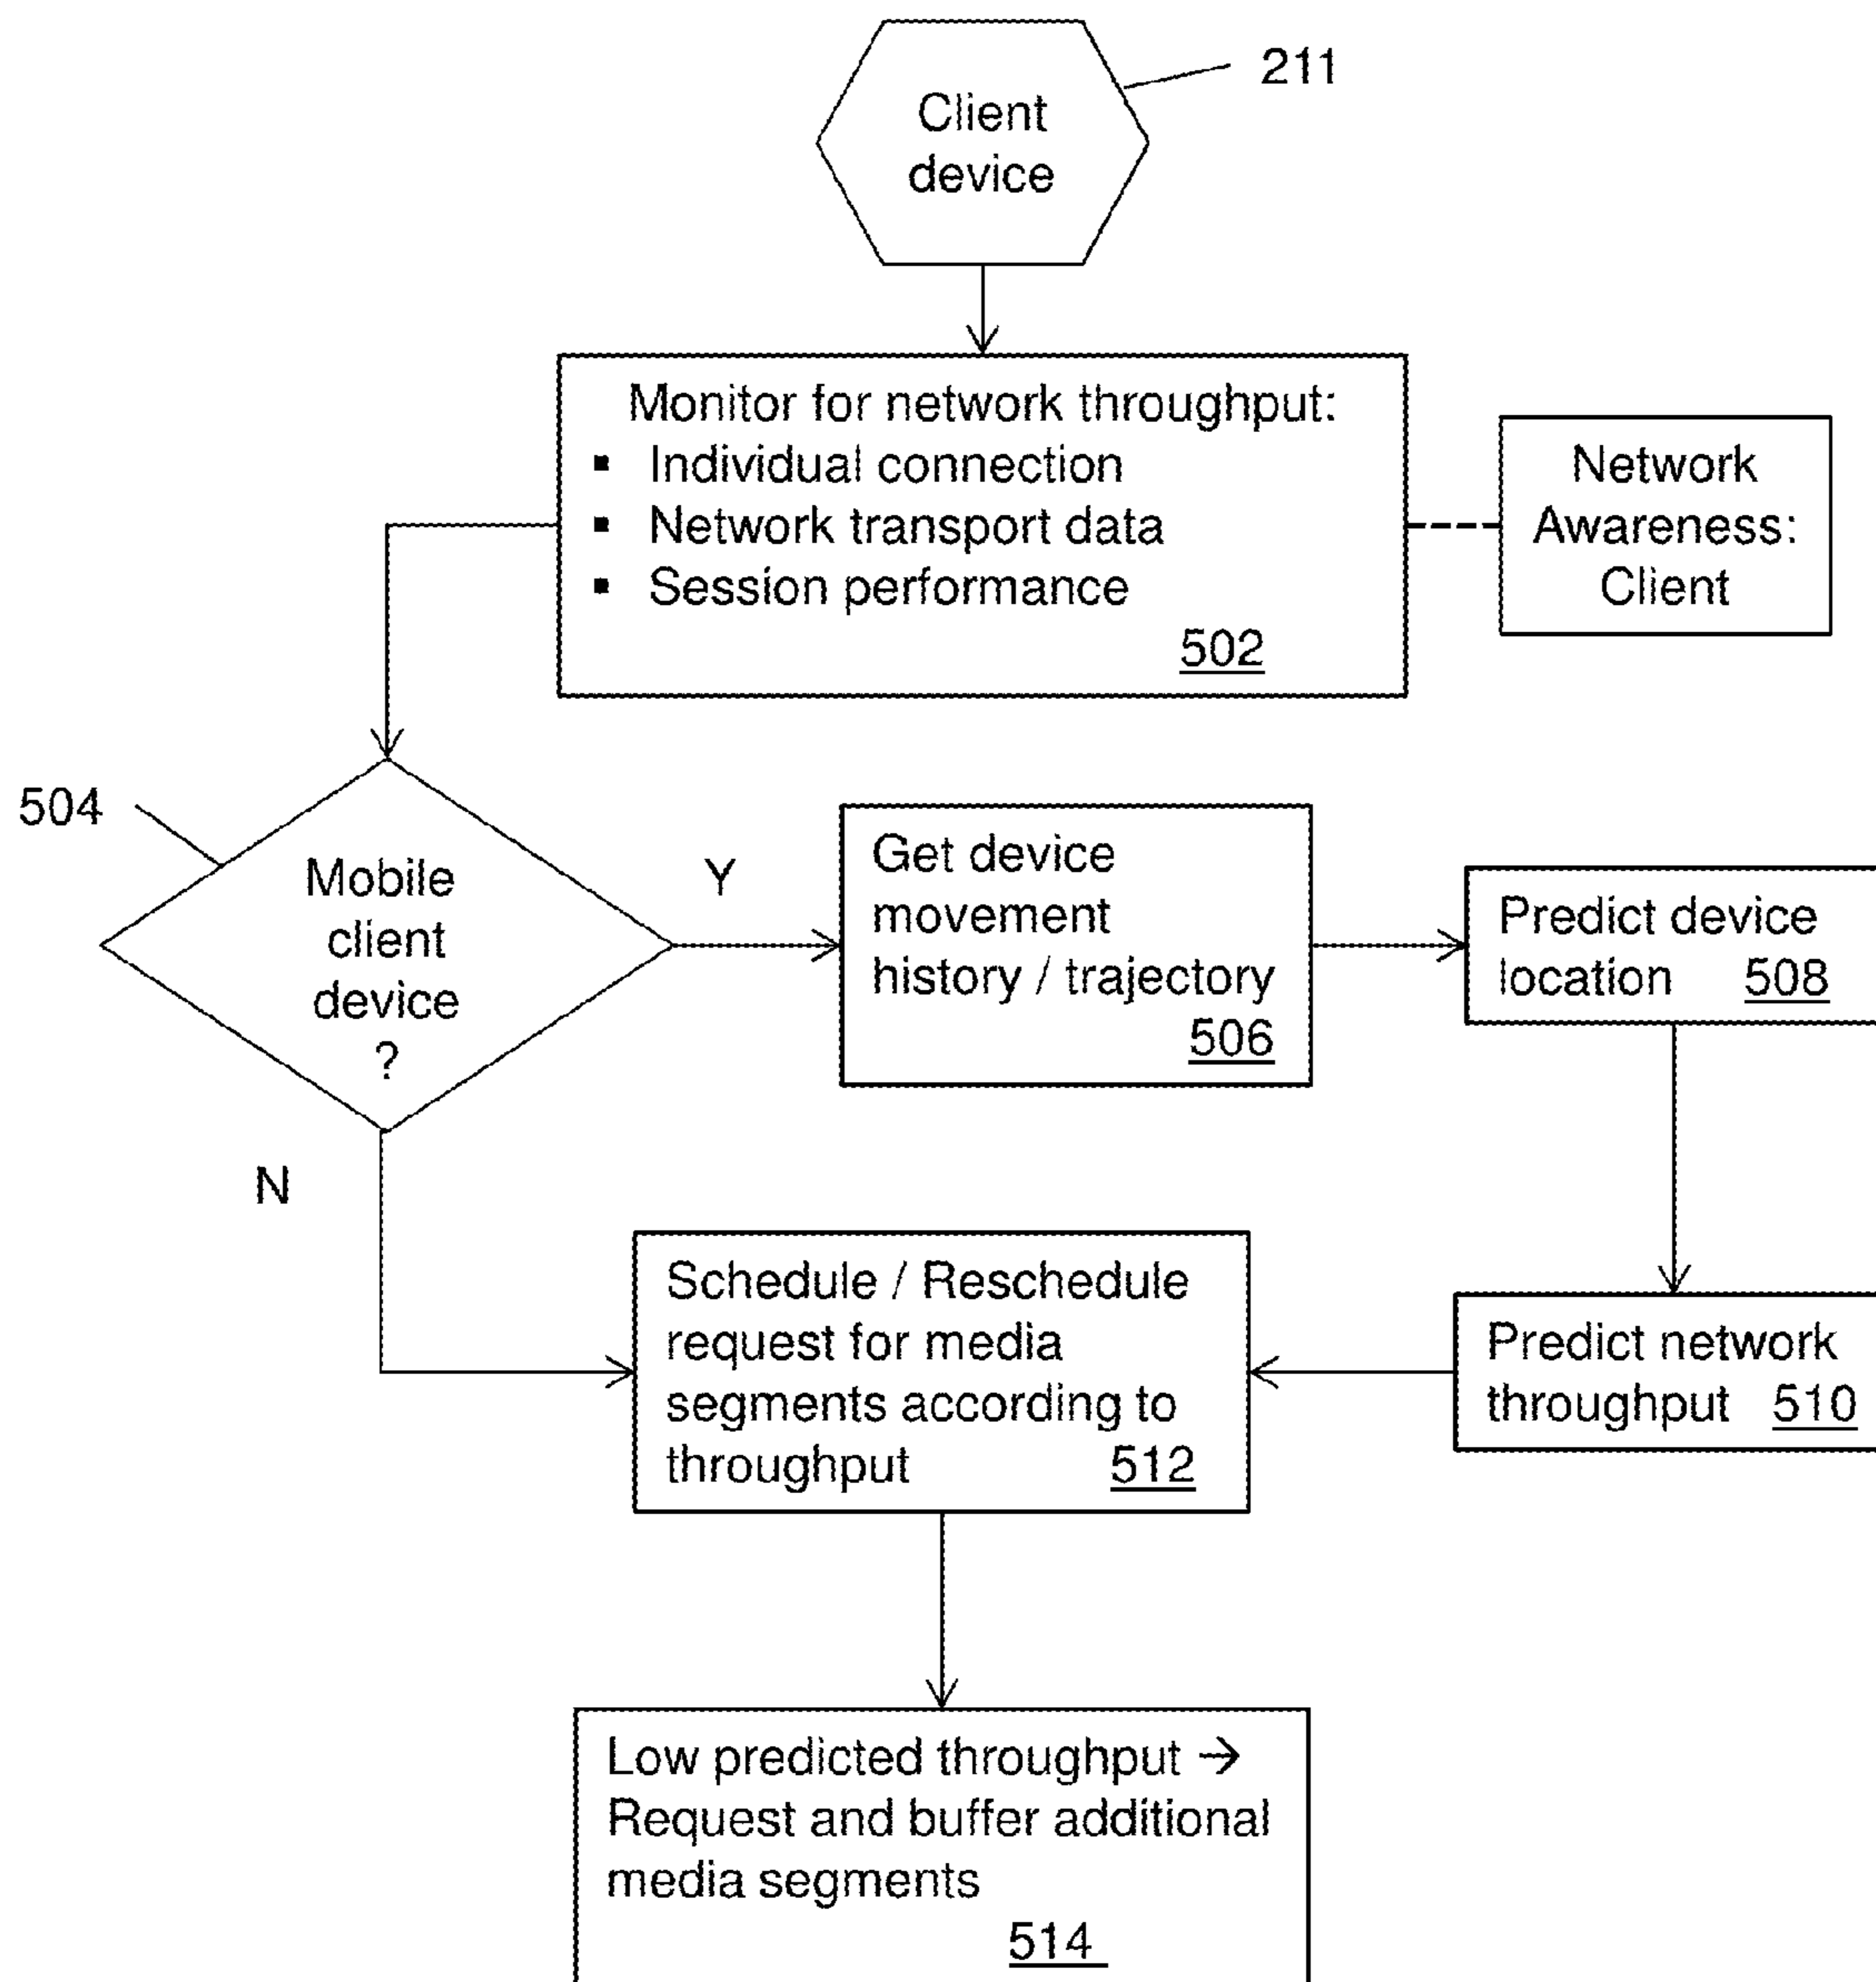 Client
device
211
Monitor for network throughput:
▪ Individual connection
▪ Network transport data
▪ Session performance
502
Network
Awareness:
Client
504
Mobile
client
device
?
Y
Get device
movement
history / trajectory
506
Predict device
location 508
N
Schedule / Reschedule
request for media
segments according to
throughput 512
Predict network
throughput 510
Low predicted throughput →
Request and buffer additional
media segments
514